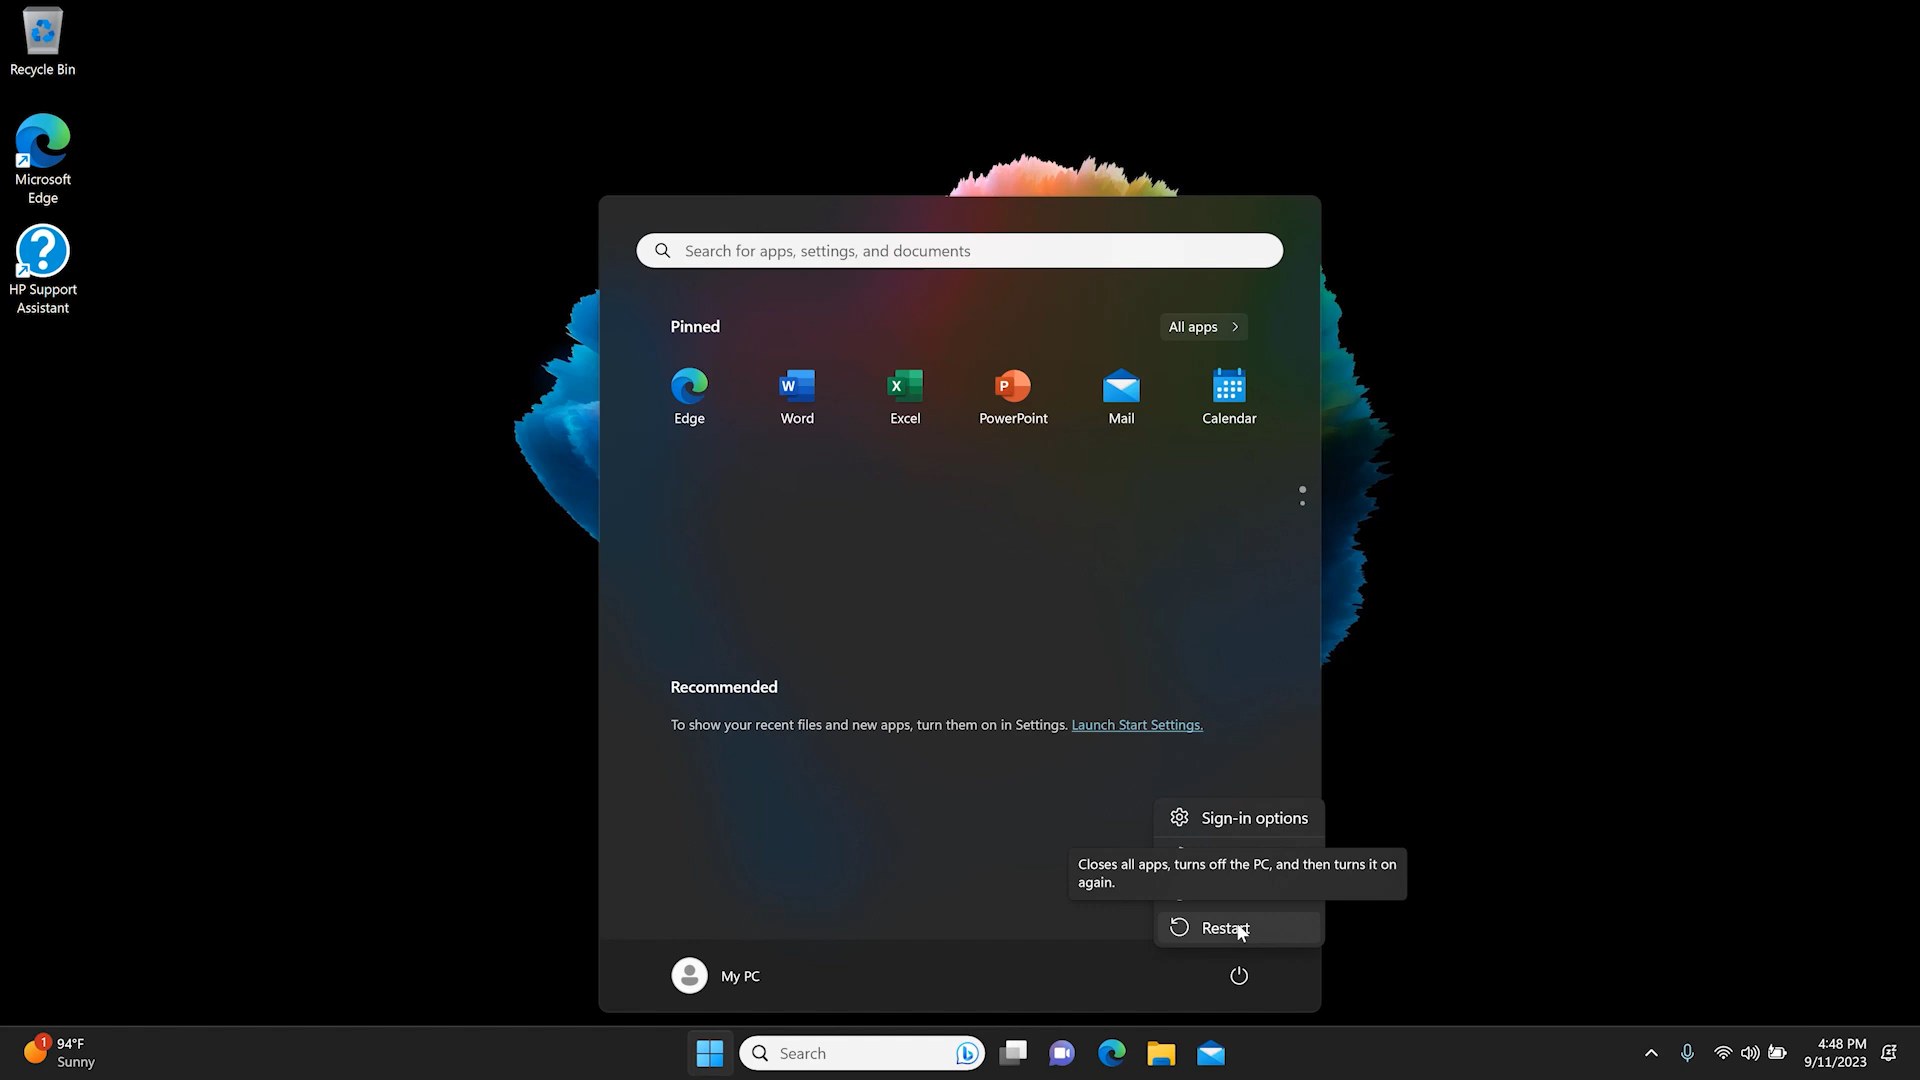 Recycle Bin
Microsoft
Edge
HP Support
Assistant
Search for apps, settings, and documents
Pinned
All apps
Edge
Word
Excel
PowerPoint
Mail
Calendar
Recommended
To show your recent files and new apps, turn them on in Settings. Launch Start Settings.
Sign-in options
Closes all apps, turns off the PC, and then turns it on
again.
Restart
My PC
1
94°F
Sunny
Search
4:48 PM
9/11/2023